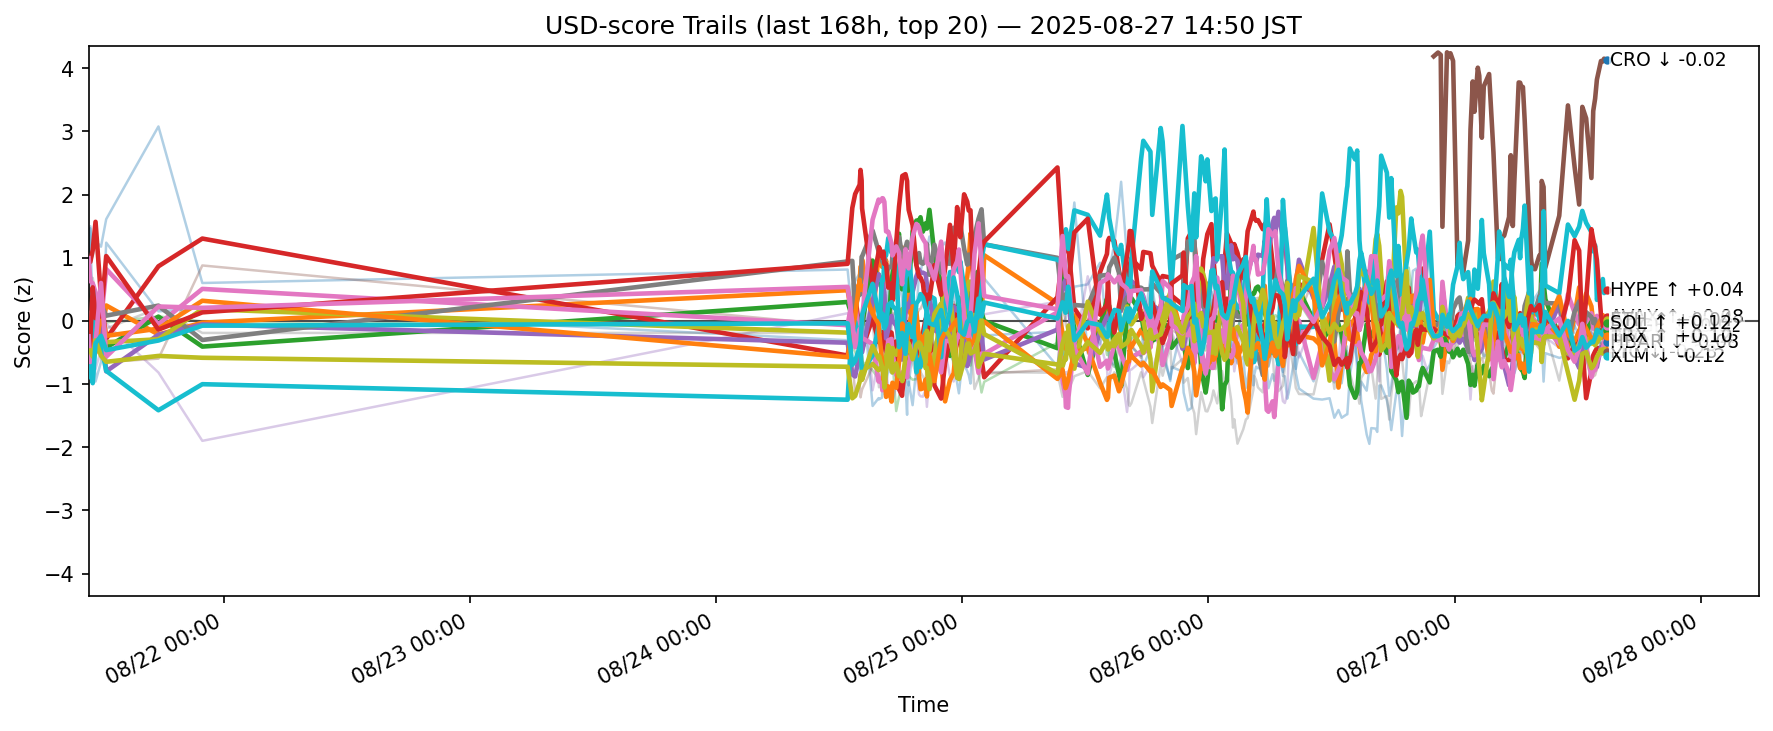 USD-score Trails (last 168h, top 20) — 2025-08-27 14:50 JST
Score (z)
4
3
2
1
0
−1
−2
−3
−4
CRO ↓ -0.02
HYPE ↑ +0.04
SOL ↑ +0.12
TRX ↑ +0.10
XLM ↓ -0.12
08/22 00:00
08/23 00:00
08/24 00:00
08/25 00:00
08/26 00:00
08/27 00:00
08/28 00:00
Time